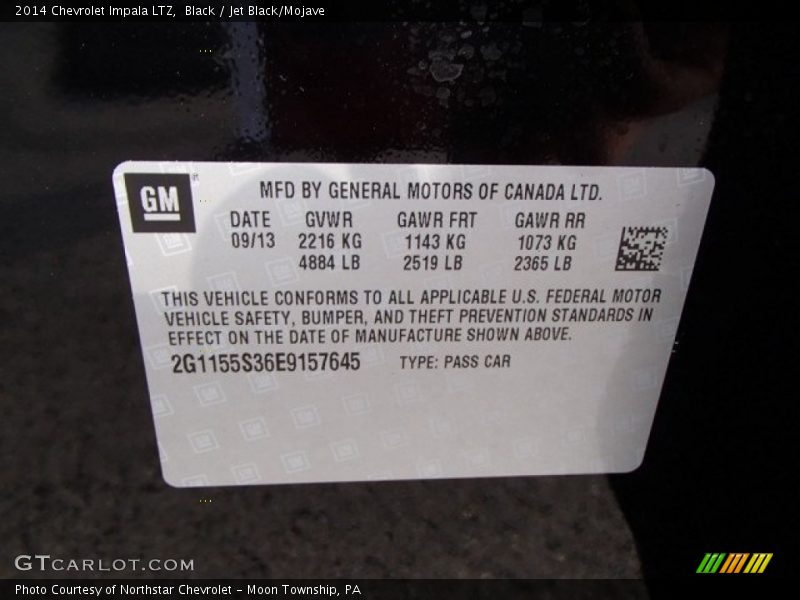 2014 Chevrolet Impala LTZ, Black / Jet Black/Mojave
GM
MFD BY GENERAL MOTORS OF CANADA LTD.
DATE GVWR GAWR FRT GAWR RR
09/13 2216 KG 1143 KG 1073 KG
4884 LB 2519 LB 2365 LB
THIS VEHICLE CONFORMS TO ALL APPLICABLE U.S. FEDERAL MOTOR
VEHICLE SAFETY, BUMPER, AND THEFT PREVENTION STANDARDS IN
EFFECT ON THE DATE OF MANUFACTURE SHOWN ABOVE.
2G1155S36E9157645 TYPE: PASS CAR
GTCARLOT.COM
Photo Courtesy of Northstar Chevrolet - Moon Township, PA